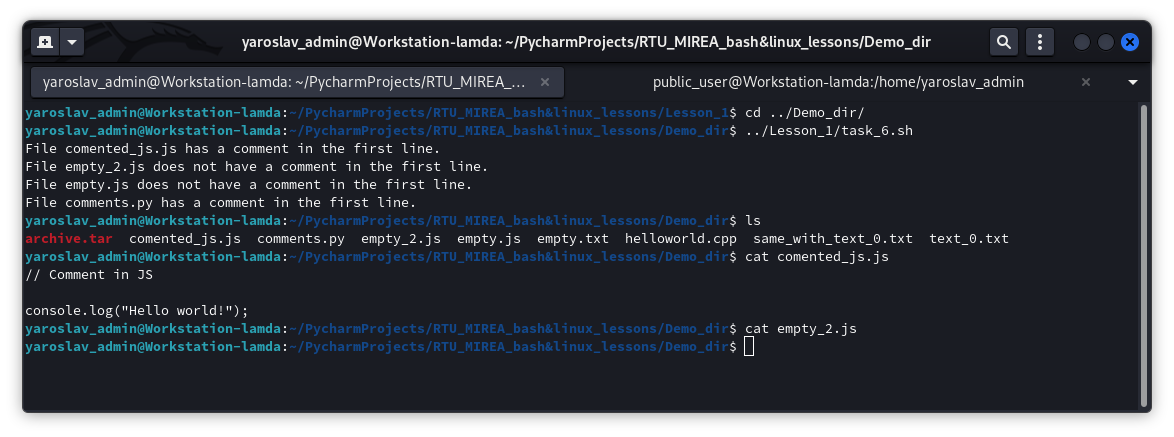 yaroslav_admin@Workstation-lamda: ~/PycharmProjects/RTU_MIREA_bash&linux_lessons/Demo_dir
yaroslav_admin@Workstation-lamda: ~/PycharmProjects/RTU_MIREA_...
public_user@Workstation-lamda:/home/yaroslav_admin
yaroslav_admin@Workstation-lamda:~/PycharmProjects/RTU_MIREA_bash&linux_lessons/Lesson_1$ cd ../Demo_dir/
yaroslav_admin@Workstation-lamda:~/PycharmProjects/RTU_MIREA_bash&linux_lessons/Demo_dir$ ../Lesson_1/task_6.sh
File comented_js.js has a comment in the first line.
File empty_2.js does not have a comment in the first line.
File empty.js does not have a comment in the first line.
File comments.py has a comment in the first line.
yaroslav_admin@Workstation-lamda:~/PycharmProjects/RTU_MIREA_bash&linux_lessons/Demo_dir$ ls
archive.tar  comented_js.js  comments.py  empty_2.js  empty.js  empty.txt  helloworld.cpp  same_with_text_0.txt  text_0.txt
yaroslav_admin@Workstation-lamda:~/PycharmProjects/RTU_MIREA_bash&linux_lessons/Demo_dir$ cat comented_js.js
// Comment in JS
console.log("Hello world!");
yaroslav_admin@Workstation-lamda:~/PycharmProjects/RTU_MIREA_bash&linux_lessons/Demo_dir$ cat empty_2.js
yaroslav_admin@Workstation-lamda:~/PycharmProjects/RTU_MIREA_bash&linux_lessons/Demo_dir$